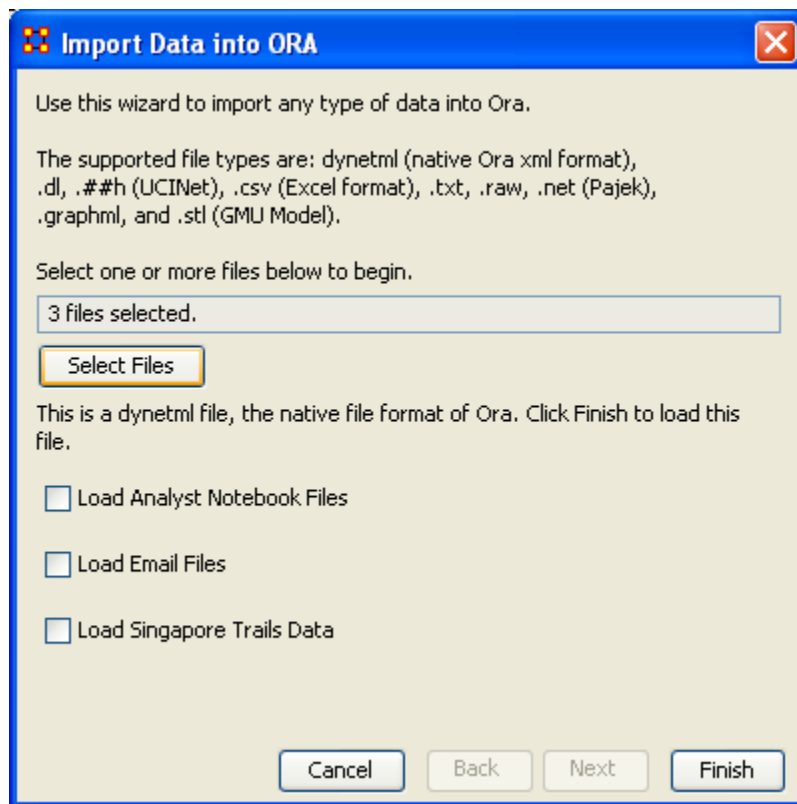 Import Data into ORA
Use this wizard to import any type of data into Ora.
The supported file types are: dynetml (native Ora xml format),
.dl, .##h (UCINet), .csv (Excel format), .txt, .raw, .net (Pajek),
.graphml, and .stl (GMU Model).
Select one or more files below to begin.
3 files selected.
Select Files
This is a dynetml file, the native file format of Ora. Click Finish to load this
file.
Load Analyst Notebook Files
Load Email Files
Load Singapore Trails Data
Cancel Back Next Finish